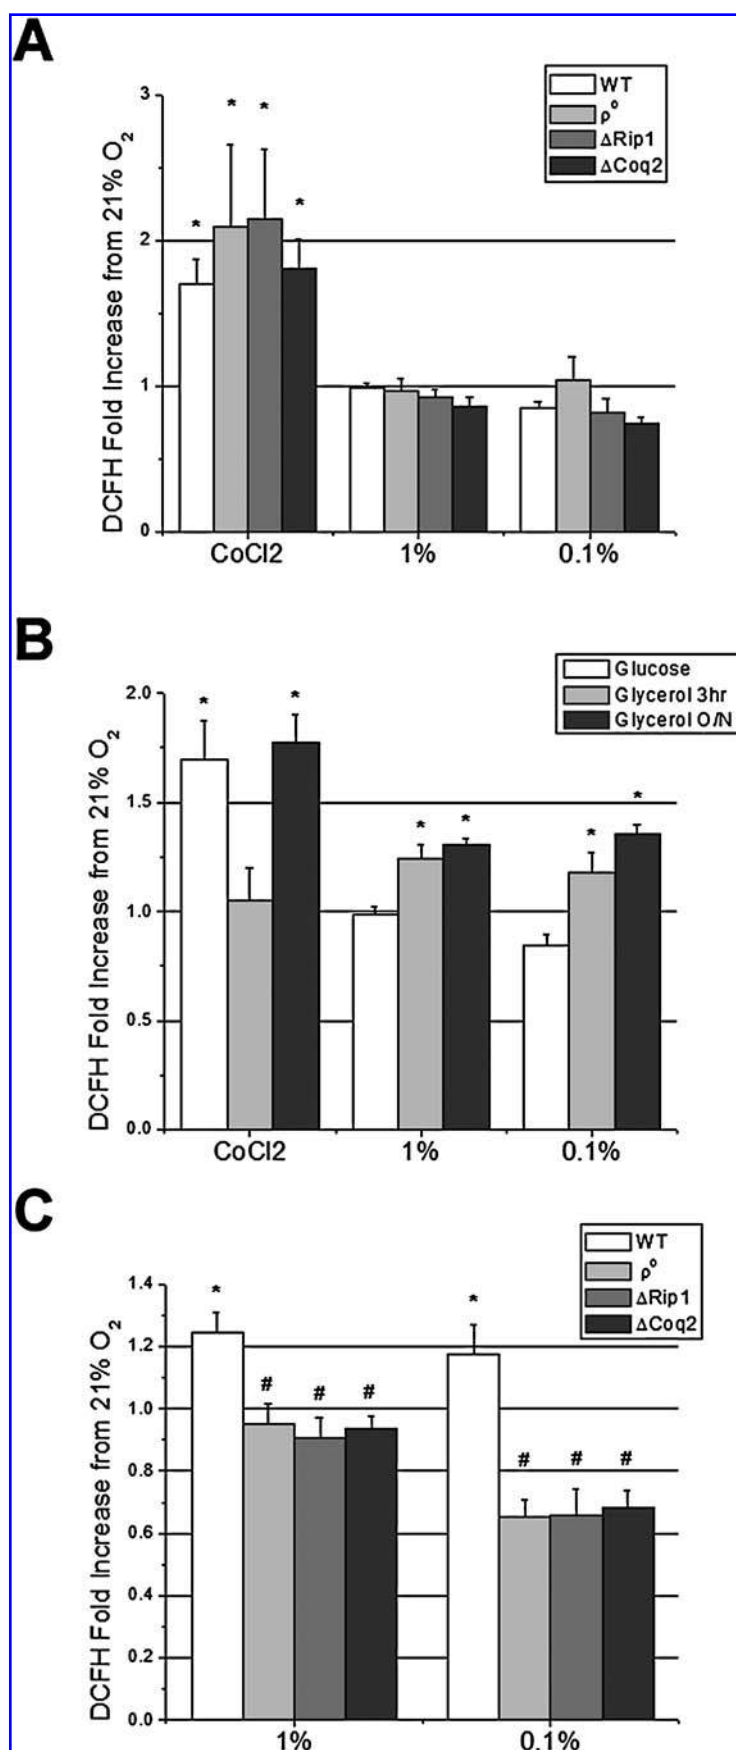 A
WT
ρ⁰
ΔRip1
ΔCoq2
DCFH Fold Increase from 21% O₂
3
2
1
0
* * * *
CoCl2 1% 0.1%
B
Glucose
Glycerol 3hr
Glycerol O/N
DCFH Fold Increase from 21% O₂
2.0
1.5
1.0
0.5
0.0
* * * * * *
CoCl2 1% 0.1%
C
WT
ρ⁰
ΔRip1
ΔCoq2
DCFH Fold Increase from 21% O₂
1.4
1.2
1.0
0.8
0.6
0.4
0.2
0.0
* # # # * # # #
1% 0.1%